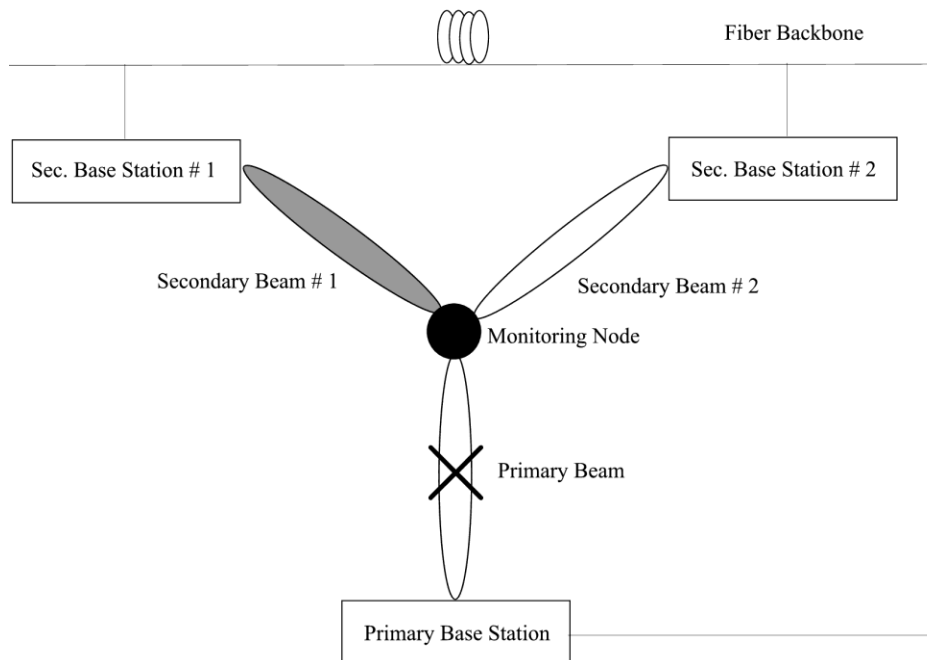 Fiber Backbone
Sec. Base Station # 1
Sec. Base Station # 2
Secondary Beam # 1
Secondary Beam # 2
Monitoring Node
Primary Beam
Primary Base Station